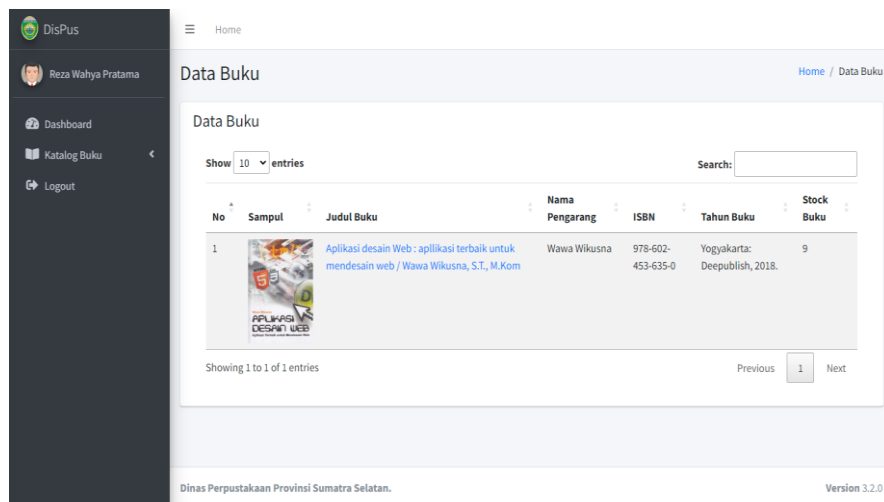 DisPus
Home
Reza Wahya Pratama
Data Buku
Home / Data Buku
Dashboard
Katalog Buku
Logout
Data Buku
Show 10 entries
Search:
No Sampul Judul Buku Nama Pengarang ISBN Tahun Buku Stock Buku
1
Aplikasi desain Web : apllikasi terbaik untuk
mendesain web / Wawa Wikusna, S.T., M.Kom
Wawa Wikusna
978-602-
453-635-0
Yogyakarta:
Deepublish, 2018.
9
APLIKASI
DESAIN WEB
Showing 1 to 1 of 1 entries
Previous 1 Next
Dinas Perpustakaan Provinsi Sumatra Selatan.
Version 3.2.0